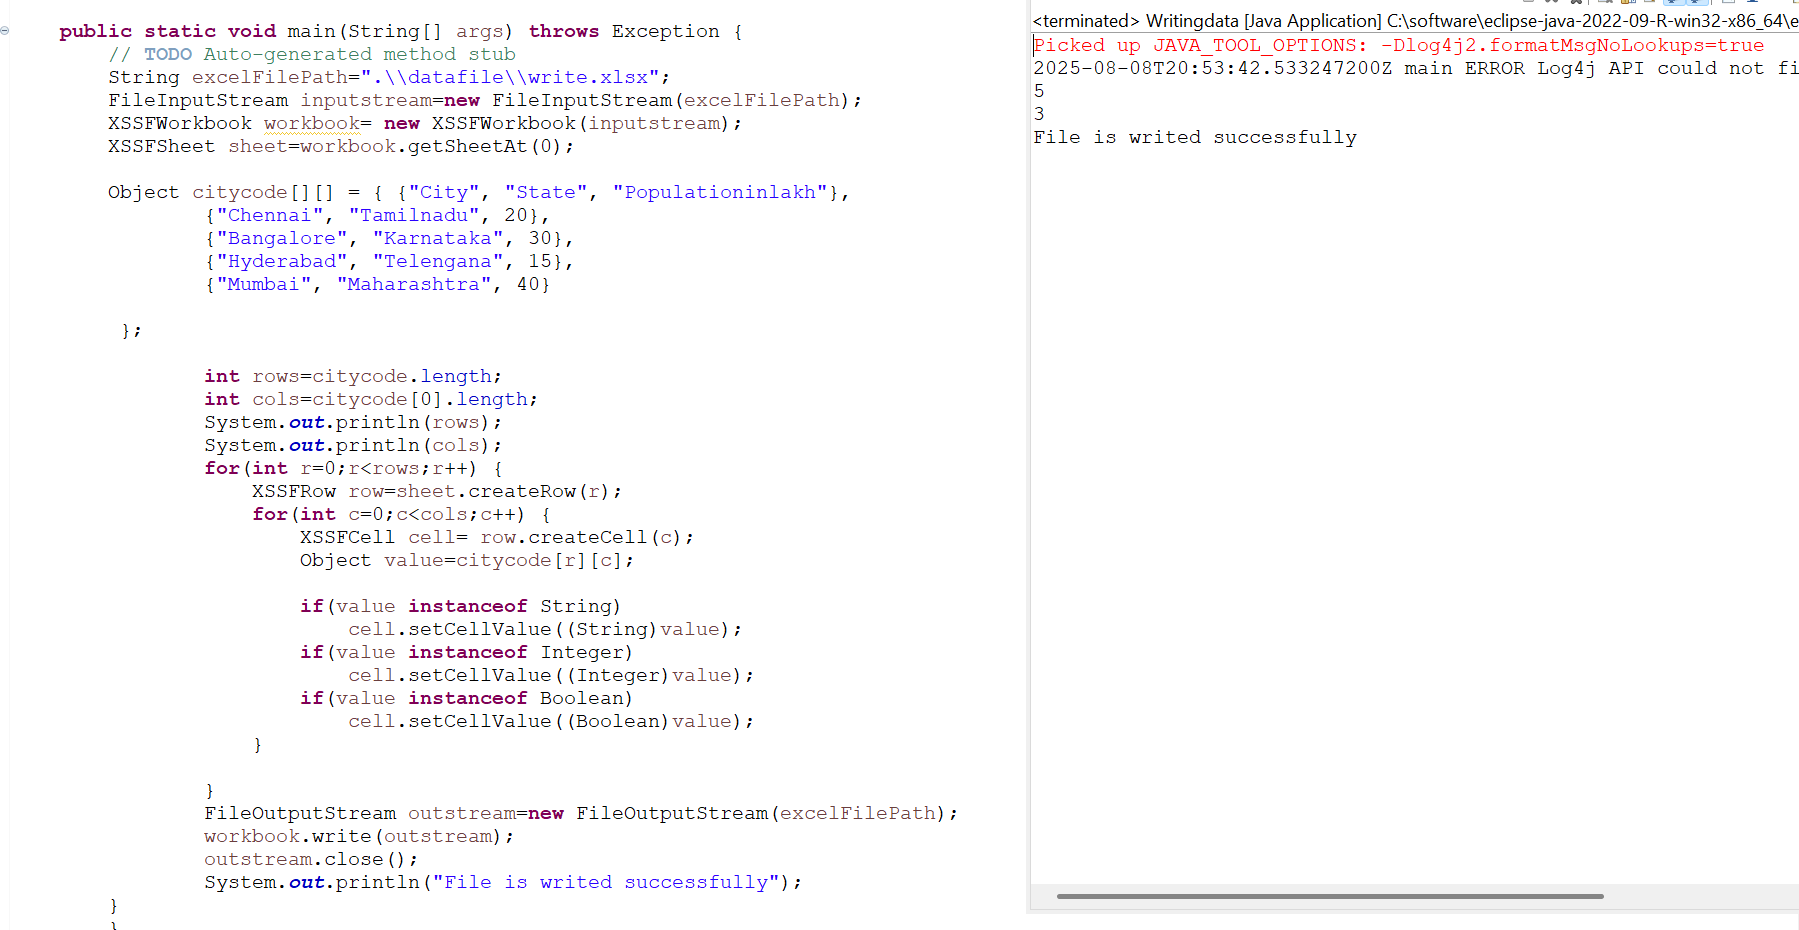 public static void main(String[] args) throws Exception {
// TODO Auto-generated method stub
String excelFilePath=".\\datafile\\write.xlsx";
FileInputStream inputstream=new FileInputStream(excelFilePath);
XSSFWorkbook workbook= new XSSFWorkbook(inputstream);
XSSFSheet sheet=workbook.getSheetAt(0);
Object citycode[][] = { {"City", "State", "Populationinlakh"},
{"Chennai", "Tamilnadu", 20},
{"Bangalore", "Karnataka", 30},
{"Hyderabad", "Telengana", 15},
{"Mumbai", "Maharashtra", 40}
};
int rows=citycode.length;
int cols=citycode[0].length;
System.out.println(rows);
System.out.println(cols);
for(int r=0;r<rows;r++) {
XSSFRow row=sheet.createRow(r);
for(int c=0;c<cols;c++) {
XSSFCell cell= row.createCell(c);
Object value=citycode[r][c];
if(value instanceof String)
cell.setCellValue((String)value);
if(value instanceof Integer)
cell.setCellValue((Integer)value);
if(value instanceof Boolean)
cell.setCellValue((Boolean)value);
}
}
FileOutputStream outstream=new FileOutputStream(excelFilePath);
workbook.write(outstream);
outstream.close();
System.out.println("File is writed successfully");
}
}
<terminated> Writingdata [Java Application] C:\software\eclipse-java-2022-09-R-win32-x86_64\e
Picked up JAVA_TOOL_OPTIONS: -Dlog4j2.formatMsgNoLookups=true
2025-08-08T20:53:42.533247200Z main ERROR Log4j API could not fi
5
3
File is writed successfully